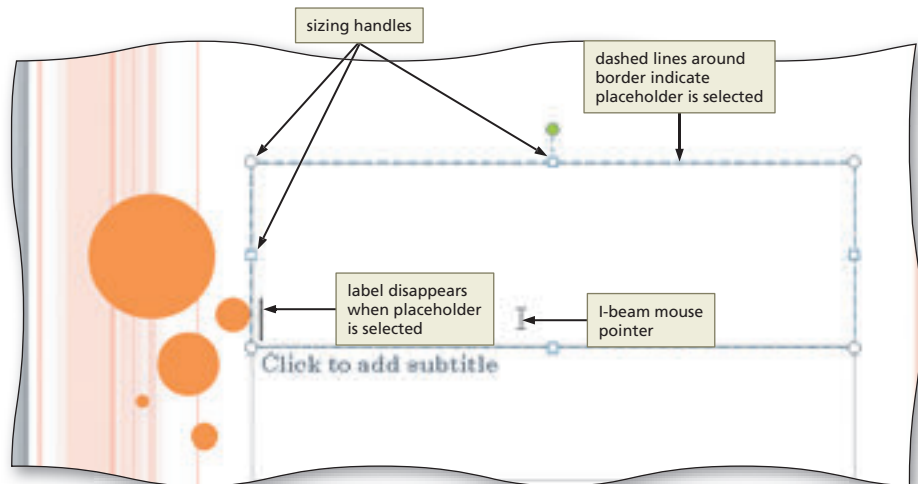 sizing handles
dashed lines around
border indicate
placeholder is selected
label disappears
when placeholder
is selected
I-beam mouse
pointer
Click to add subtitle